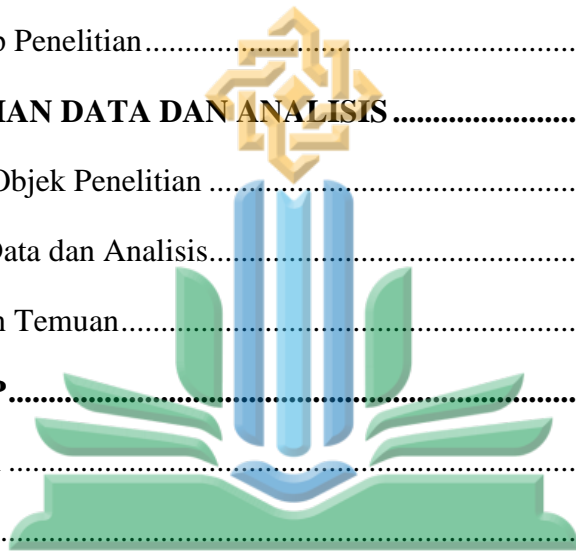 Penelitian...........................
IAN DATA DAN ANALISIS...........................
Objek Penelitian...........................
Data dan Analisis...........................
Temuan...........................